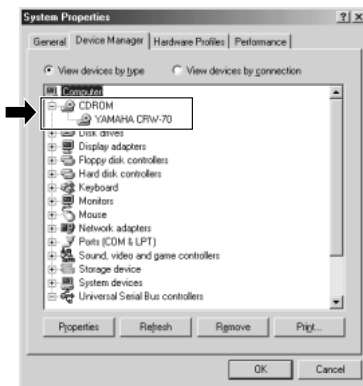 System Properties
General Device Manager Hardware Profiles Performance
View devices by type View devices by connection
Computer
CDROM
YAMAHA CRW-70
Disk drives
Display adapters
Floppy disk controllers
Hard disk controllers
Keyboard
Monitors
Mouse
Network adapters
Ports (COM & LPT)
Sound, video and game controllers
Storage device
System devices
Universal Serial Bus controllers
Properties Refresh Remove Print...
OK Cancel